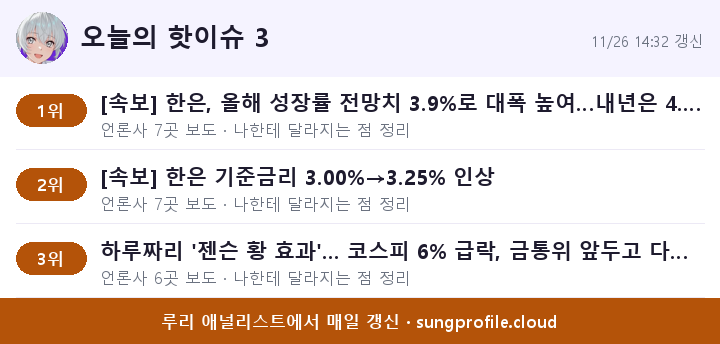 오늘의 핫이슈 3
11/26 14:32 갱신
1위
[속보] 한은, 올해 성장률 전망치 3.9%로 대폭 높여...내년은 4....
언론사 7곳 보도 · 나한테 달라지는 점 정리
2위
[속보] 한은 기준금리 3.00%→3.25% 인상
언론사 7곳 보도 · 나한테 달라지는 점 정리
3위
하루짜리 '젠슨 황 효과'... 코스피 6% 급락, 금통위 앞두고 다...
언론사 6곳 보도 · 나한테 달라지는 점 정리
루리 애널리스트에서 매일 갱신 · sungprofile.cloud